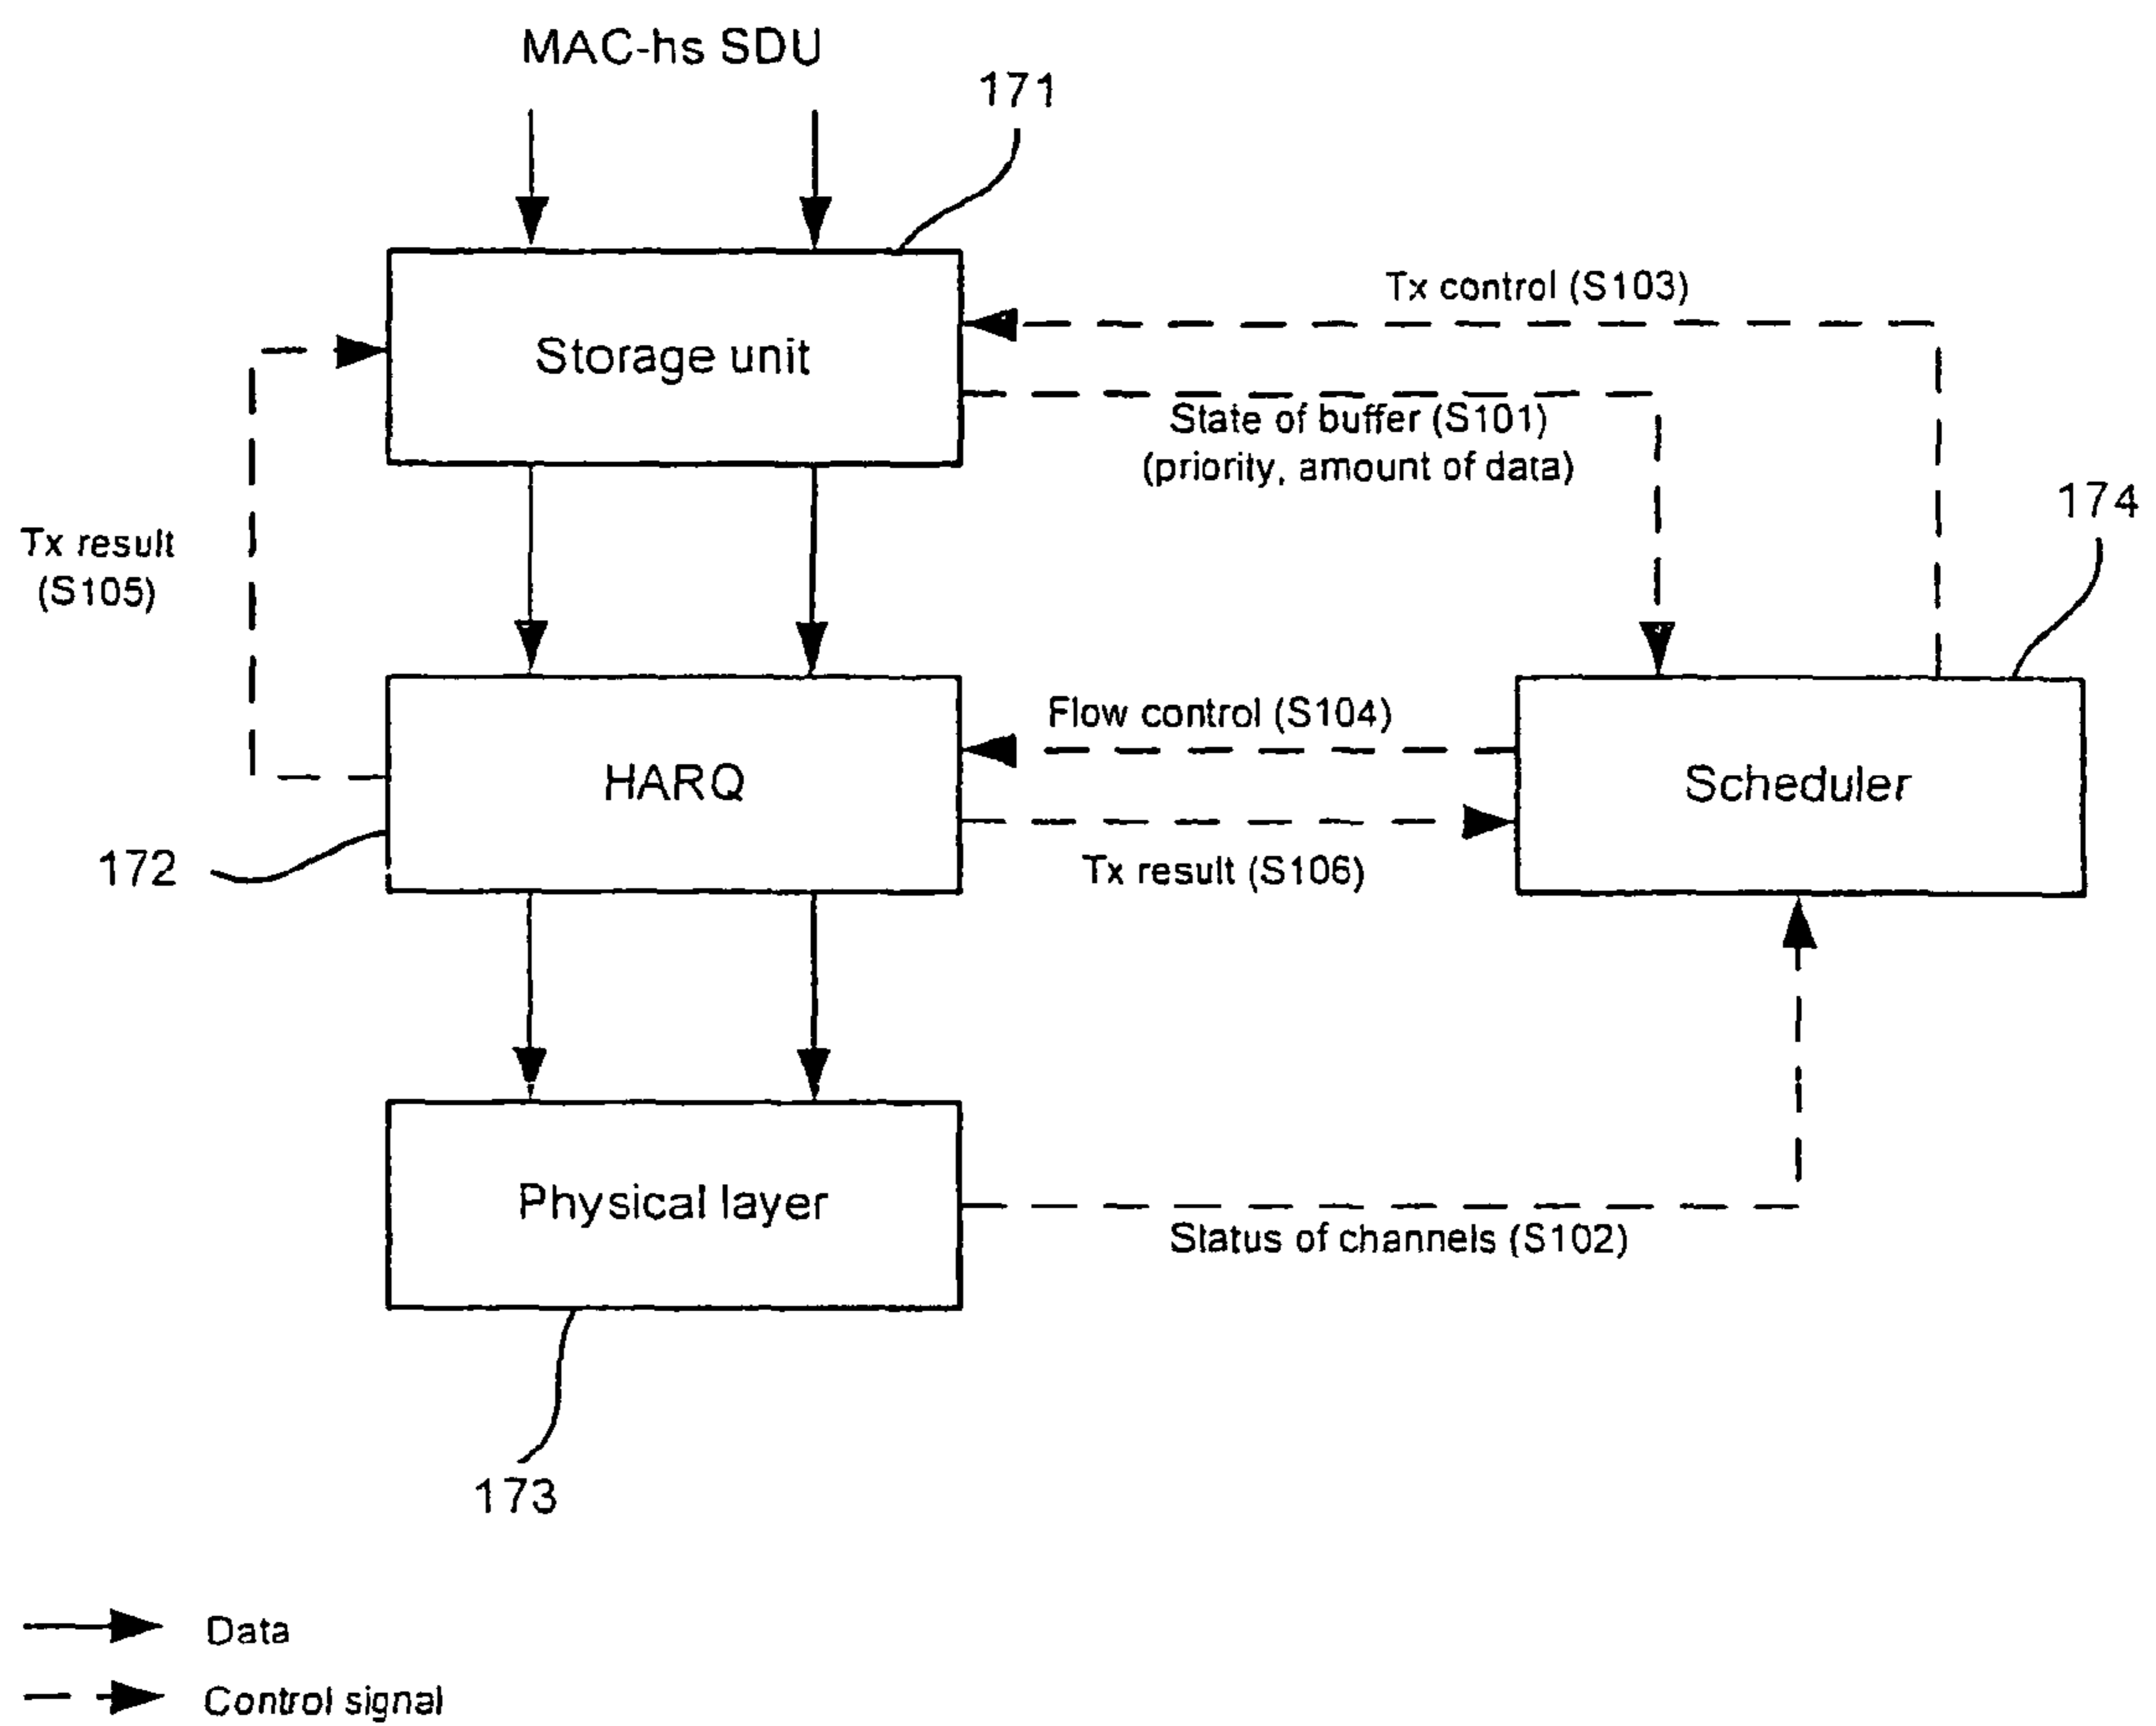 MAC-hs SDU
171
Tx control (S103)
Storage unit
State of buffer (S101)
(priority, amount of data)
174
Tx result
(S105)
Flow control (S104)
HARQ
Scheduler
172
Tx result (S106)
Physical layer
Status of channels (S102)
173
Data
Control signal